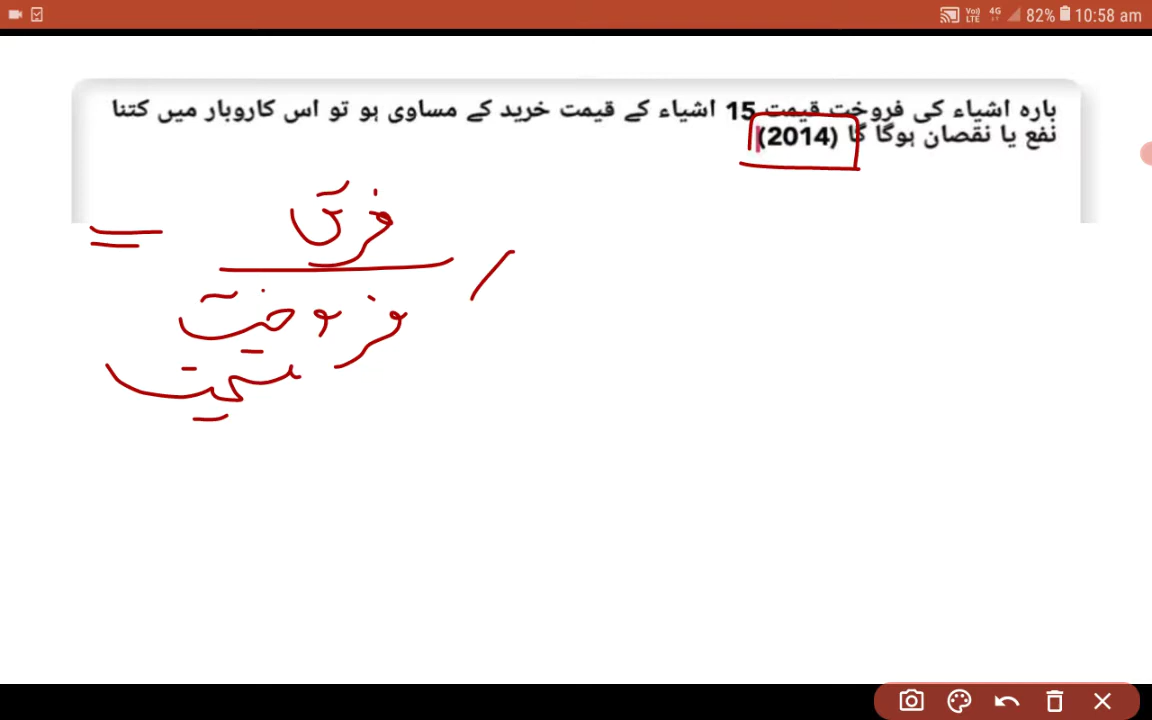 82% 10:58 am
بارہ اشیاء کی فروخت قیمت 15 اشیاء کے قیمت خرید کے مساوی ہو تو اس کاروبار میں کتنا
نفع یا نقصان ہوگا گا (2014)
فرق
فروخت